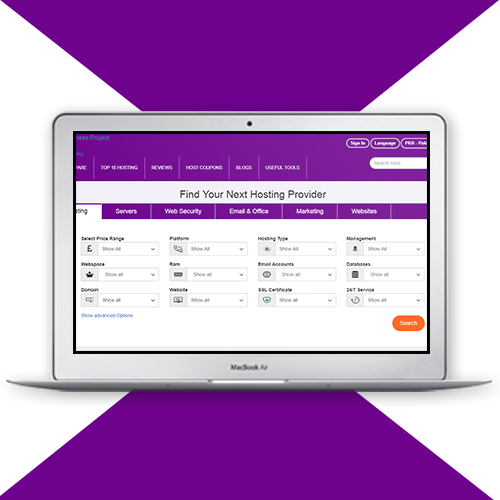 ness Project
Sign In Language PKR - Paki
ARE TOP 10 HOSTING REVIEWS HOST COUPONS BLOGS USEFUL TOOLS Search Host
Find Your Next Hosting Provider
sting Servers Web Security Email & Office Marketing Websites
Select Price Range Platform Hosting Type Management
£ Show All Show All Show All Show All
Webspace Ram Email Accounts Databases
Show all Show all Show all Show all
Domain Website SSL Certificate 24/7 Service
Show all Show all Show all Show all
Show advanced Options
Search
MacBook Air